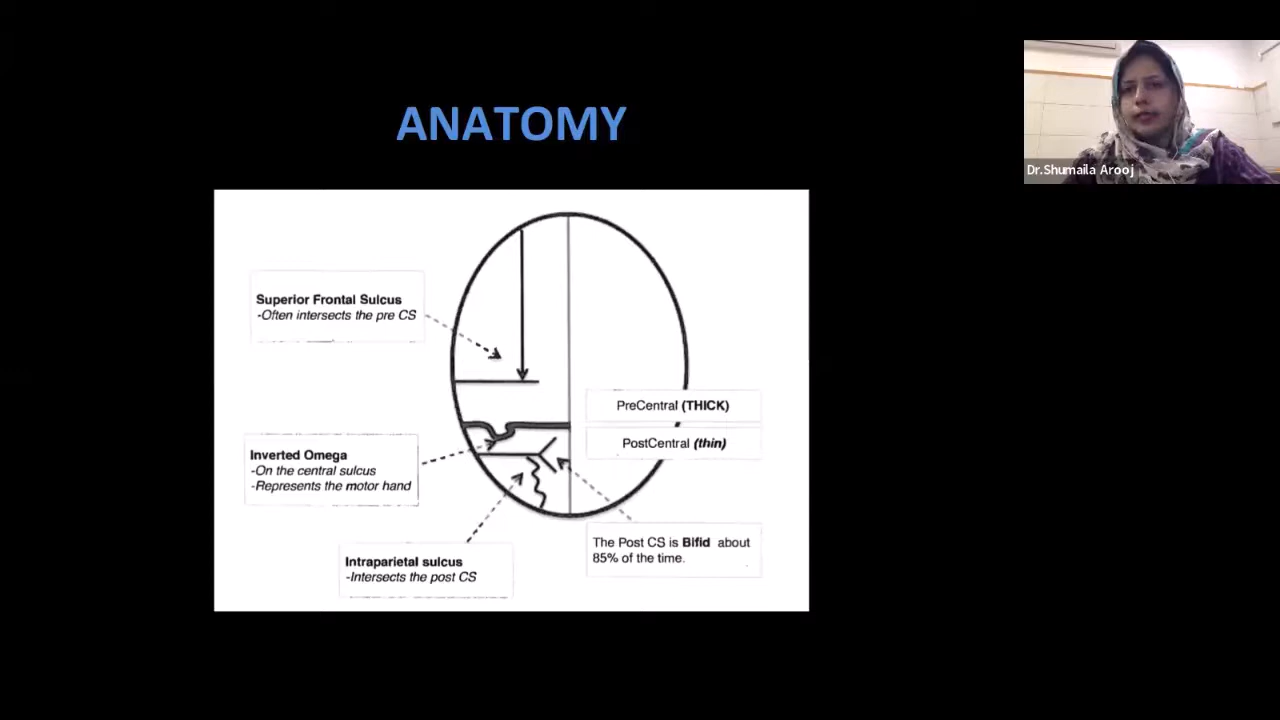 ANATOMY
Dr.Shumaila Arooj
Superior Frontal Sulcus
-Often intersects the pre CS
PreCentral (THICK)
PostCentral (thin)
Inverted Omega
-On the central sulcus
-Represents the motor hand
The Post CS is Bifid about
85% of the time.
Intraparietal sulcus
-Intersects the post CS